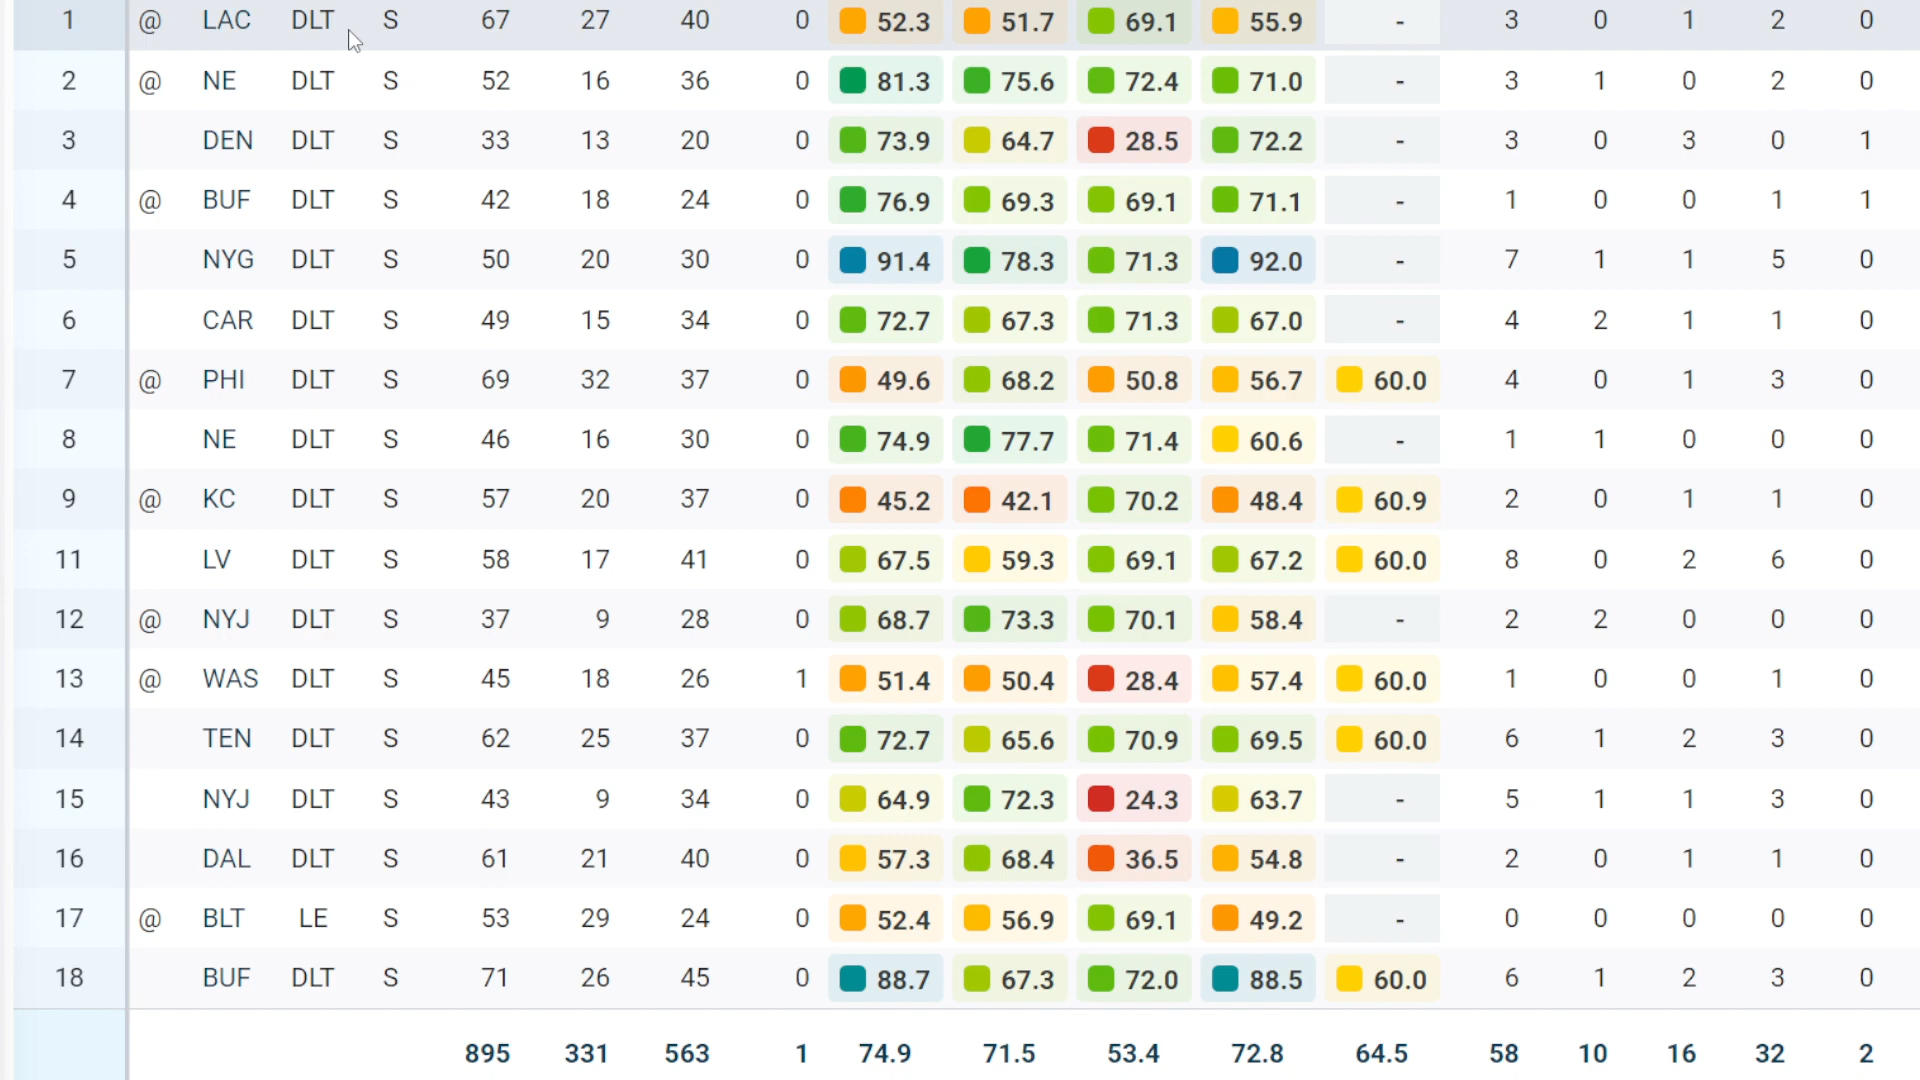 1 @ LAC DLT S 67 27 40 0 52.3 51.7 69.1 55.9 - 3 0 1 2 0
2 @ NE DLT S 52 16 36 0 81.3 75.6 72.4 71.0 - 3 1 0 2 0
3 DEN DLT S 33 13 20 0 73.9 64.7 28.5 72.2 - 3 0 3 0 1
4 @ BUF DLT S 42 18 24 0 76.9 69.3 69.1 71.1 - 1 0 0 1 1
5 NYG DLT S 50 20 30 0 91.4 78.3 71.3 92.0 - 7 1 1 5 0
6 CAR DLT S 49 15 34 0 72.7 67.3 71.3 67.0 - 4 2 1 1 0
7 @ PHI DLT S 69 32 37 0 49.6 68.2 50.8 56.7 60.0 4 0 1 3 0
8 NE DLT S 46 16 30 0 74.9 77.7 71.4 60.6 - 1 1 0 0 0
9 @ KC DLT S 57 20 37 0 45.2 42.1 70.2 48.4 60.9 2 0 1 1 0
11 LV DLT S 58 17 41 0 67.5 59.3 69.1 67.2 60.0 8 0 2 6 0
12 @ NYJ DLT S 37 9 28 0 68.7 73.3 70.1 58.4 - 2 2 0 0 0
13 @ WAS DLT S 45 18 26 1 51.4 50.4 28.4 57.4 60.0 1 0 0 1 0
14 TEN DLT S 62 25 37 0 72.7 65.6 70.9 69.5 60.0 6 1 2 3 0
15 NYJ DLT S 43 9 34 0 64.9 72.3 24.3 63.7 - 5 1 1 3 0
16 DAL DLT S 61 21 40 0 57.3 68.4 36.5 54.8 - 2 0 1 1 0
17 @ BLT LE S 53 29 24 0 52.4 56.9 69.1 49.2 - 0 0 0 0 0
18 BUF DLT S 71 26 45 0 88.7 67.3 72.0 88.5 60.0 6 1 2 3 0
895 331 563 1 74.9 71.5 53.4 72.8 64.5 58 10 16 32 2